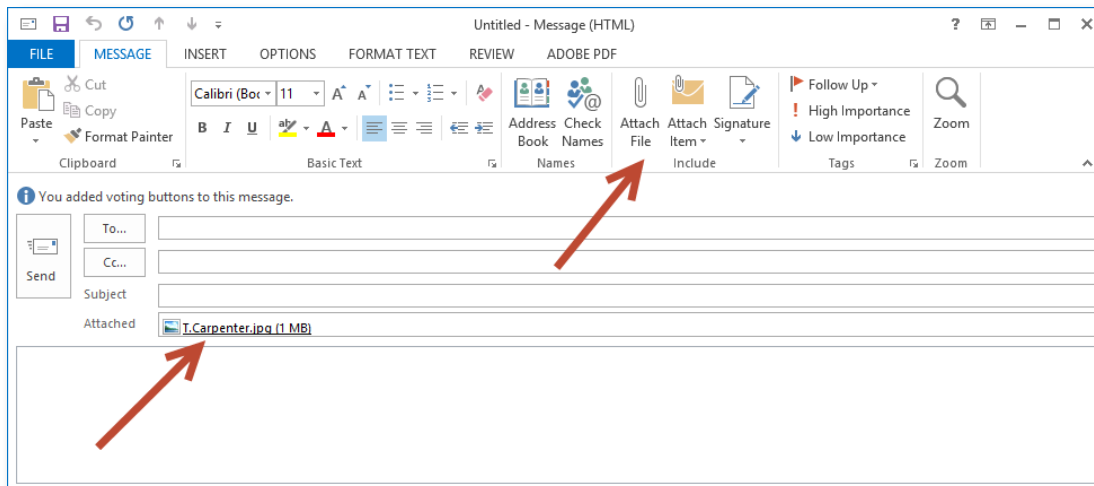 Untitled - Message (HTML)
?
FILE MESSAGE INSERT OPTIONS FORMAT TEXT REVIEW ADOBE PDF
Paste
Cut
Copy
Format Painter
Clipboard
Calibri (Boc 11 A A
B I U aby A
Basic Text
Address Book
Check Names
Names
Attach File
Attach Item
Signature
Include
Follow Up
! High Importance
Low Importance
Tags
Zoom
Zoom
You added voting buttons to this message.
Send
To...
Cc...
Subject
Attached T.Carpenter.jpg (1 MB)